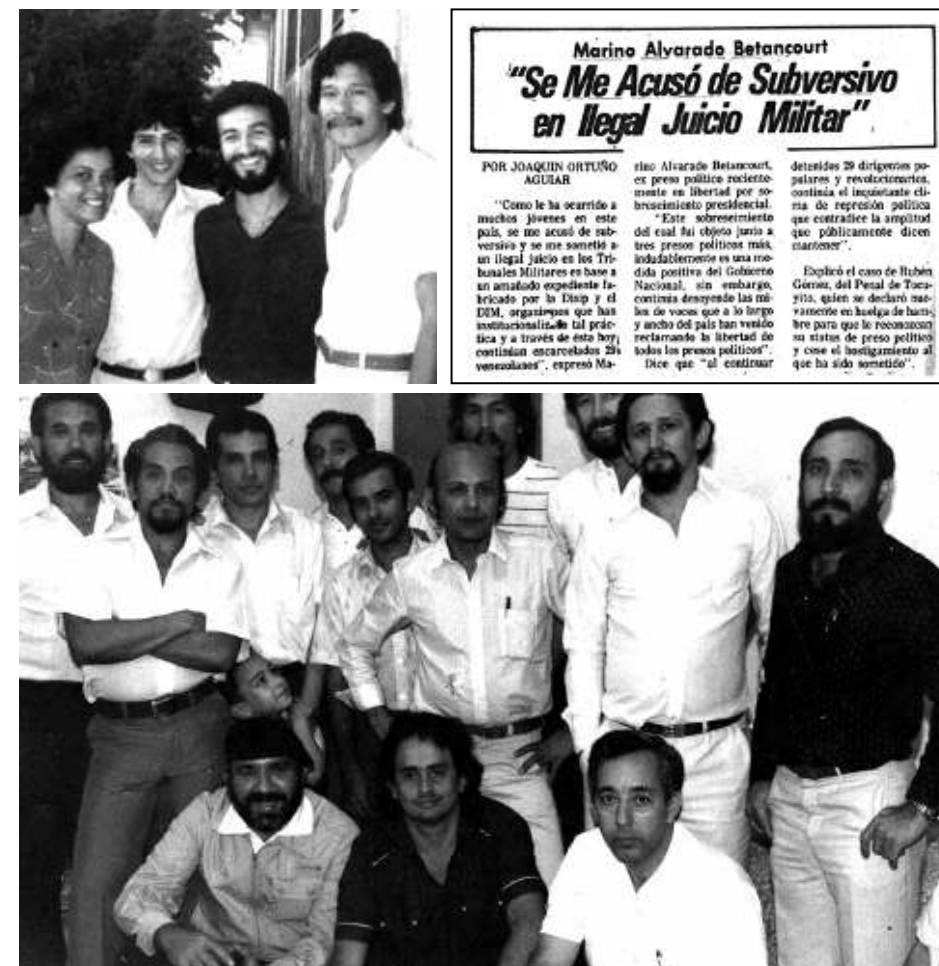 Marino Alvarado Betancourt
"Se Me Acusó de Subversivo
en Ilegal Juicio Militar"
POR JOAQUIN ORTUÑO
AGUIAR
"Como le ha ocurrido a
muchos jóvenes en este
país, se me acusó de sub-
versivo y se me sometió a
un ilegal juicio en los Tri-
bunales Militares en base a
un amañado expediente fa-
bricado por la Disip y el
DIM, organismos que han
institucionalizado tal prác-
tica y a través de esta hoy
continúan encarcelados 29
venezolanos", expresó Ma-
rino Alvarado Betancourt,
ex preso político reciente-
mente en libertad por so-
breseimiento presidencial.
"Este sobreseimiento
del cual fui objeto junto a
tres presos políticos más,
indudablemente es una me-
dida positiva del Gobierno
Nacional, sin embargo,
continúa desoyendo las mi-
les de voces que a lo largo
y ancho del país han venido
reclamando la libertad de
todos los presos políticos".
Dice que "al continuar
detenidos 29 dirigentes po-
pulares y revolucionarios,
continúa el inquietante cli-
ma de represión política
que contradice la amplitud
que públicamente dicen
mantener".
Explicó el caso de Rubén
Gómez, del Penal de Tocu-
yito, quien se declaró nue-
vamente en huelga de ham-
bre para que le reconozcan
su status de preso político
y cese el hostigamiento al
que ha sido sometido".